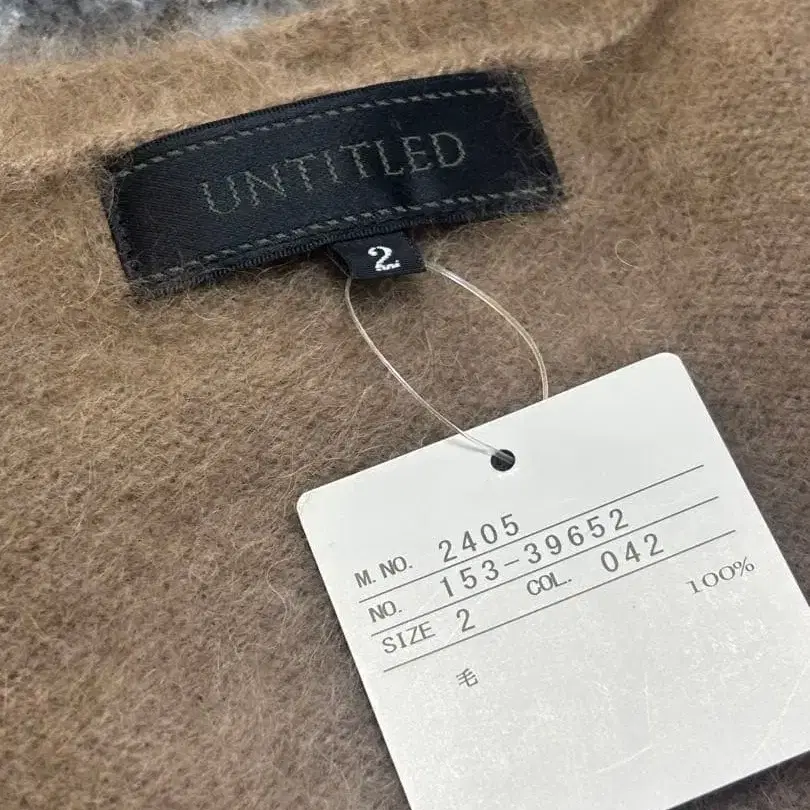 UNTITLED
2
M. NO. 2405
NO. 153-39652
SIZE 2 COL. 042
毛 100%